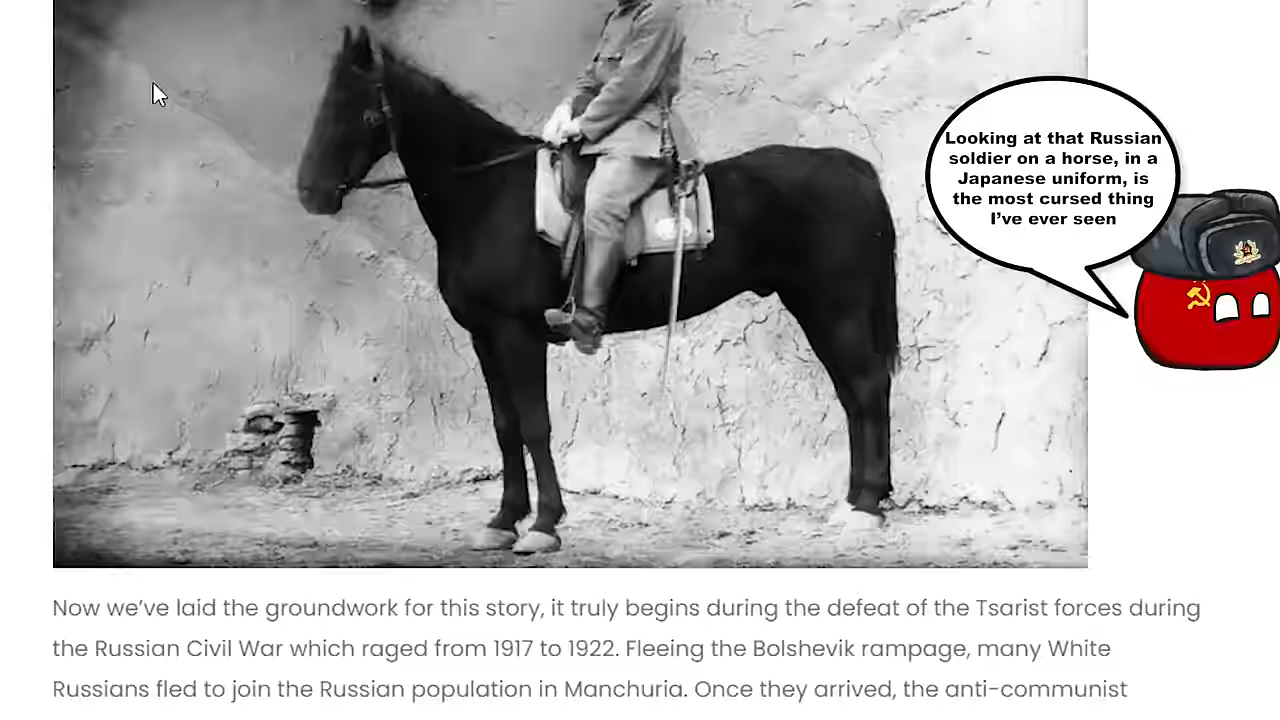 Looking at that Russian
soldier on a horse, in a
Japanese uniform, is
the most cursed thing
I've ever seen
Now we've laid the groundwork for this story, it truly begins during the defeat of the Tsarist forces during
the Russian Civil War which raged from 1917 to 1922. Fleeing the Bolshevik rampage, many White
Russians fled to join the Russian population in Manchuria. Once they arrived, the anti-communist